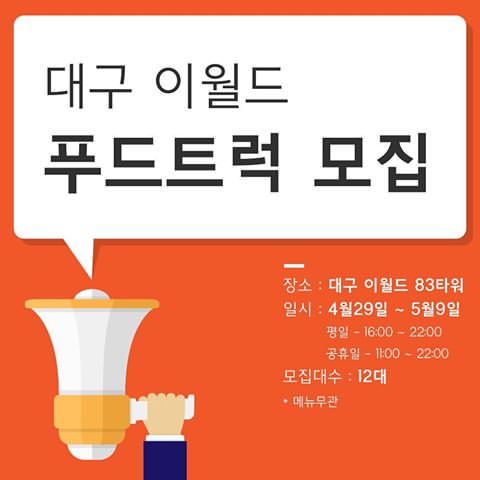 대구 이월드
푸드트럭 모집
장소 : 대구 이월드 83타워
일시 : 4월29일 ~ 5월9일
평일 - 16:00 ~ 22:00
공휴일 - 11:00 ~ 22:00
모집대수 : 12대
* 메뉴무관